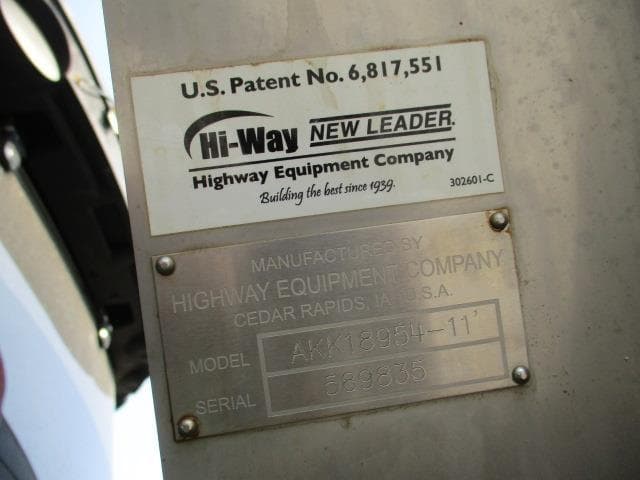 U.S. Patent No. 6,817,551
Hi-Way NEW LEADER.
Highway Equipment Company
Building the best since 1939.
302601-C
MANUFACTURED BY
HIGHWAY EQUIPMENT COMPANY
CEDAR RAPIDS, IA. U.S.A.
MODEL AKK18954-11'
SERIAL 589835